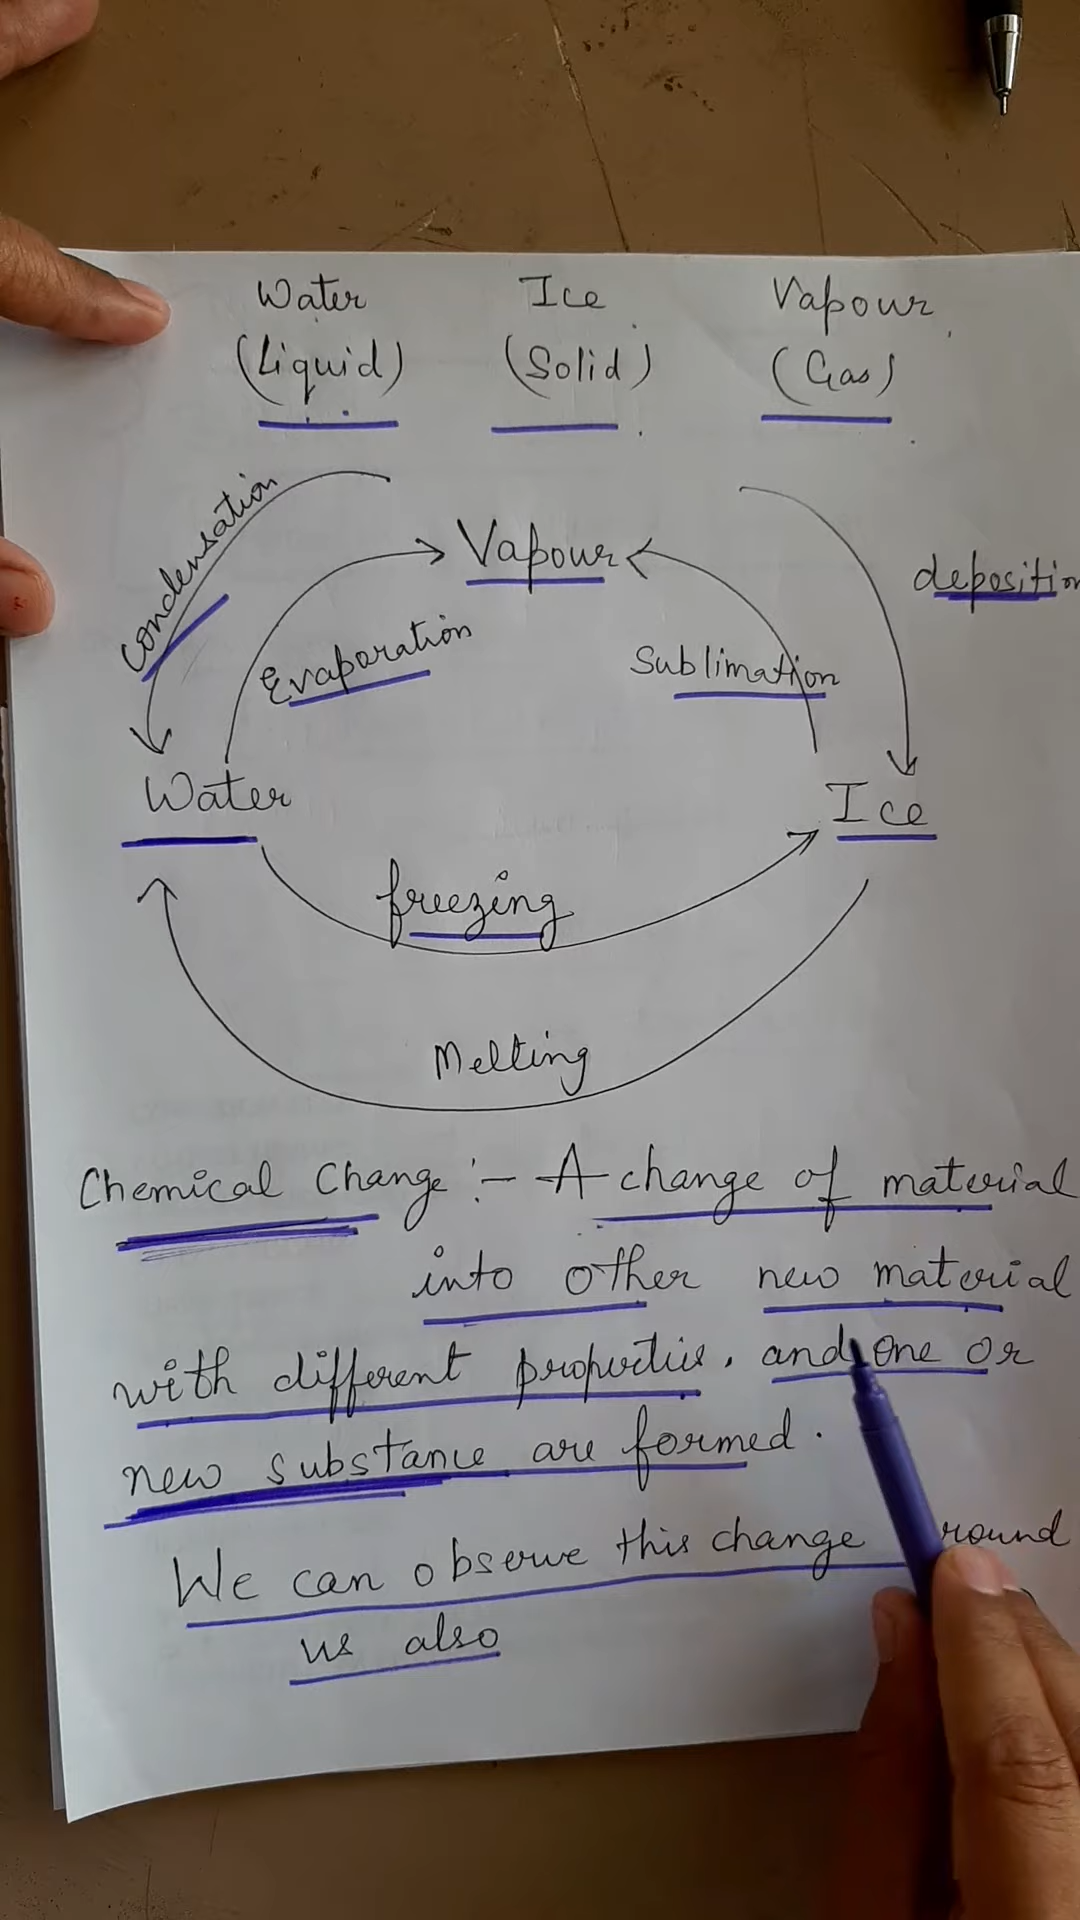 Water Ice Vapour
(Liquid) (Solid) (Gas)
Condensation
Vapour
deposition
Evaporation
Sublimation
Water
Ice
freezing
Melting
Chemical Change :- A change of material
into other new material
with different properties. and one or
new substance are formed.
We can observe this change round
us also